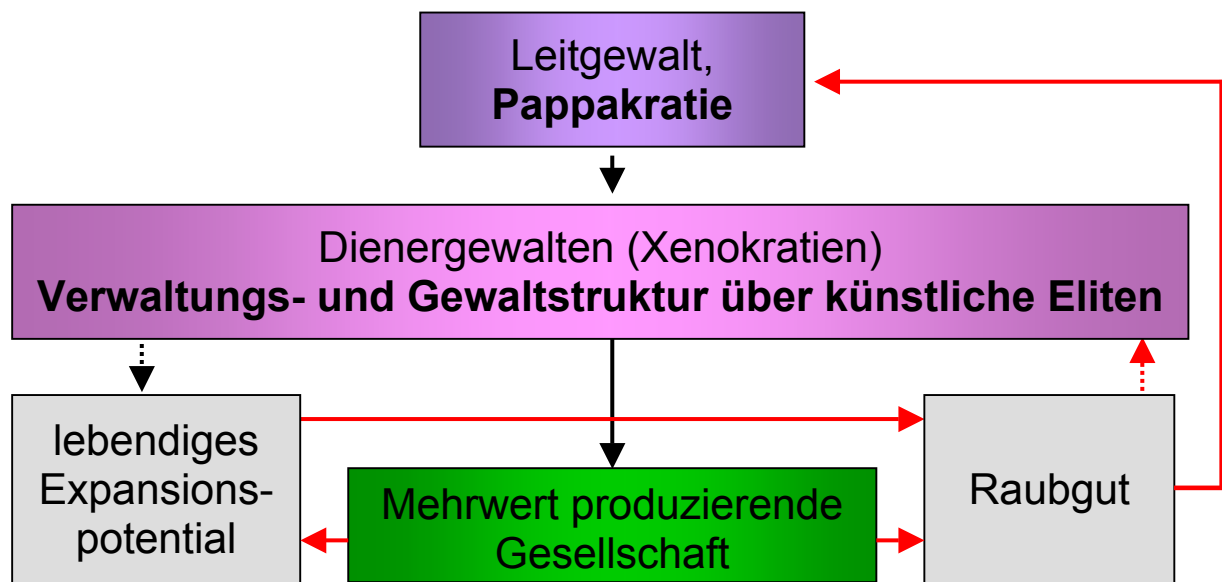 Leitgewalt,
Pappakratie
Dienergewalten (Xenokratien)
Verwaltungs- und Gewaltstruktur über künstliche Eliten
lebendiges
Expansions-
potential
Mehrwert produzierende
Gesellschaft
Raubgut